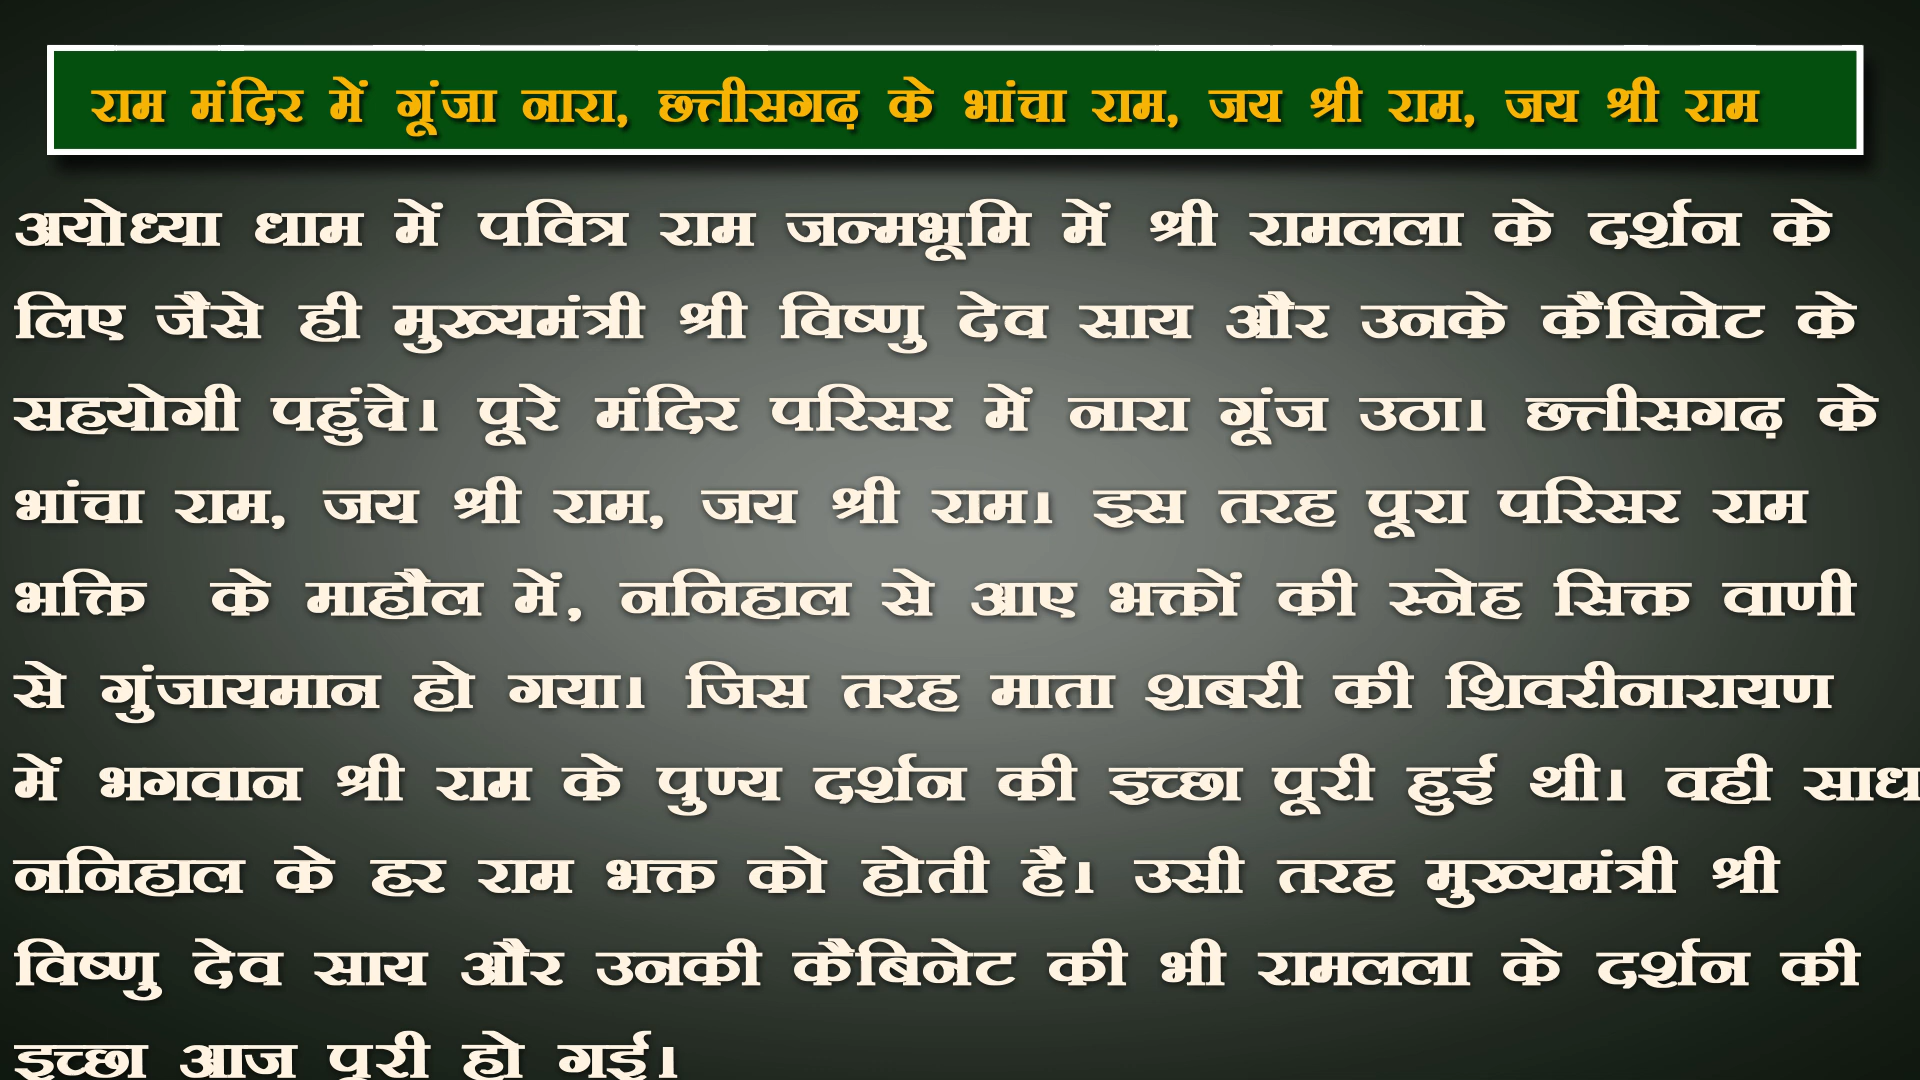 राम मंदिर में गूंजा नारा, छत्तीसगढ़ के भांचा राम, जय श्री राम, जय श्री राम
अयोध्या धाम में पवित्र राम जन्मभूमि में श्री रामलला के दर्शन के
लिए जैसे ही मुख्यमंत्री श्री विष्णु देव साय और उनके कैबिनेट के
सहयोगी पहुंचे। पूरे मंदिर परिसर में नारा गूंज उठा। छत्तीसगढ़ के
भांचा राम, जय श्री राम, जय श्री राम। इस तरह पूरा परिसर राम
भक्ति के माहौल में, ननिहाल से आए भक्तों की स्नेह सिक्त वाणी
से गुंजायमान हो गया। जिस तरह माता शबरी की शिवरीनारायण
में भगवान श्री राम के पुण्य दर्शन की इच्छा पूरी हुई थी। वही साध
ननिहाल के हर राम भक्त को होती है। उसी तरह मुख्यमंत्री श्री
विष्णु देव साय और उनकी कैबिनेट की भी रामलला के दर्शन की
इच्छा आज पूरी हो गई।